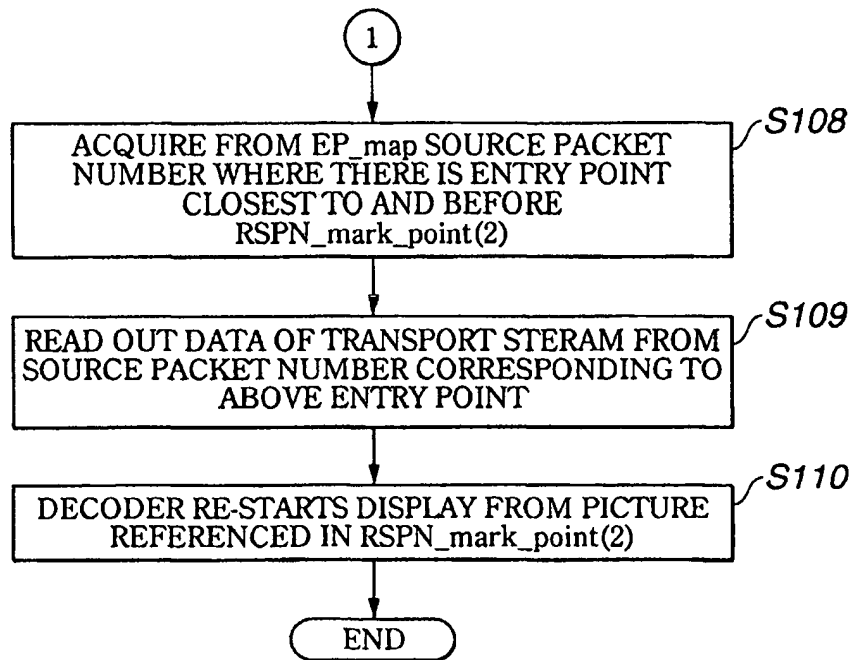 1
S108
ACQUIRE FROM EP_map SOURCE PACKET
NUMBER WHERE THERE IS ENTRY POINT
CLOSEST TO AND BEFORE
RSPN_mark_point(2)
S109
READ OUT DATA OF TRANSPORT STERAM FROM
SOURCE PACKET NUMBER CORRESPONDING TO
ABOVE ENTRY POINT
S110
DECODER RE-STARTS DISPLAY FROM PICTURE
REFERENCED IN RSPN_mark_point(2)
END